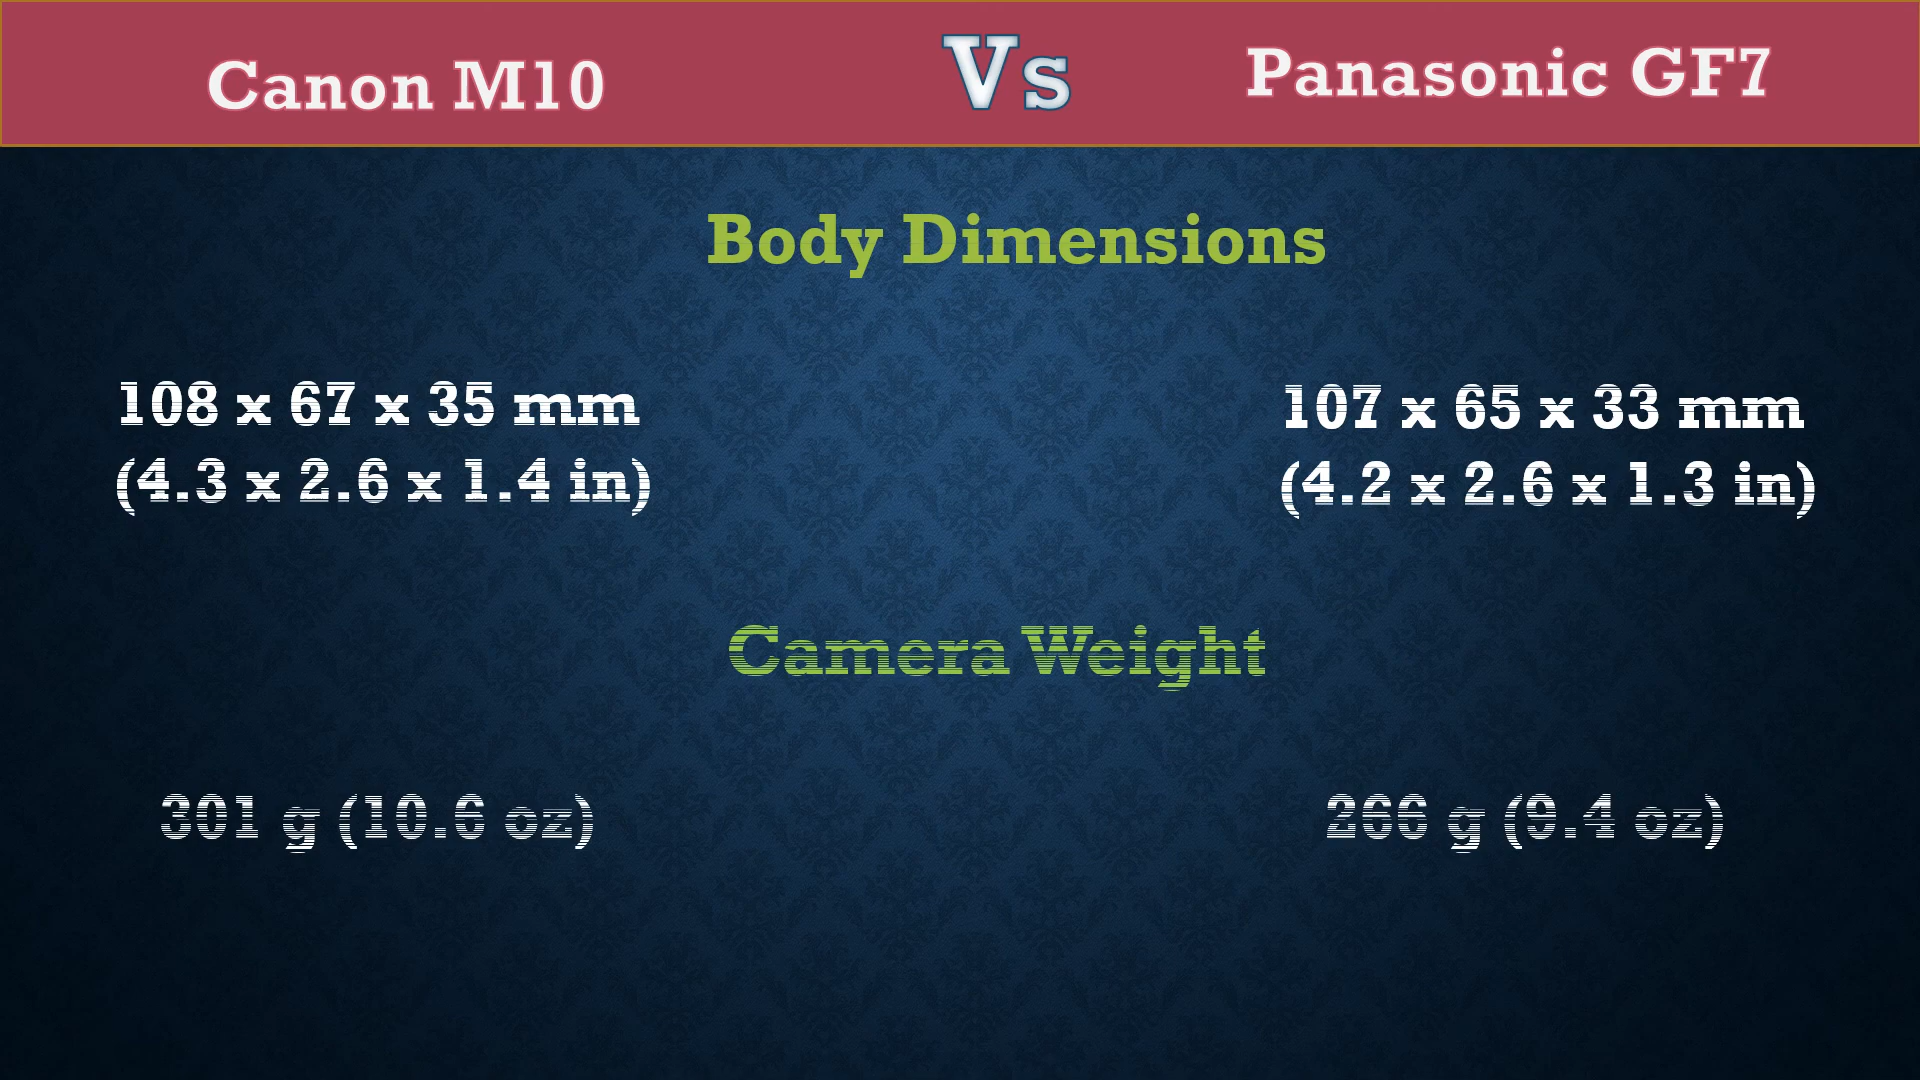 Canon M10 Vs Panasonic GF7
Body Dimensions
108 x 67 x 35 mm
(4.3 x 2.6 x 1.4 in)
107 x 65 x 33 mm
(4.2 x 2.6 x 1.3 in)
Camera Weight
301 g (10.6 oz)
266 g (9.4 oz)